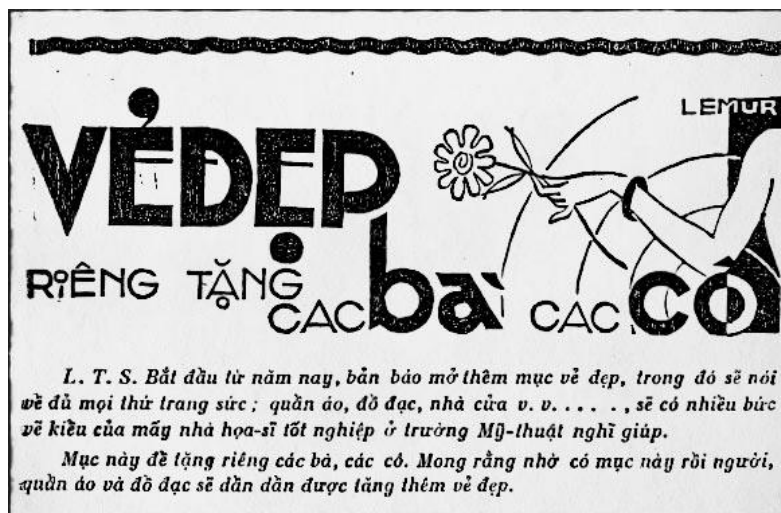 LEMUR
VẺ ĐẸP
RIÊNG TẶNG
CAC bà CAC CÔ
L. T. S. Bắt đầu từ năm nay, bản báo mở thêm mục vẻ đẹp, trong đó sẽ nói
về đủ mọi thứ trang sức ; quần áo, đồ đạc, nhà cửa v. v. . . . . . , sẽ có nhiều bức
vẽ kiểu của mấy nhà họa-sĩ tốt nghiệp ở trường Mỹ-thuật nghĩ giúp.
Mục này để tặng riêng các bà, các cô. Mong rằng nhờ có mục này rồi người,
quần áo và đồ đạc sẽ dần dần được tăng thêm vẻ đẹp.